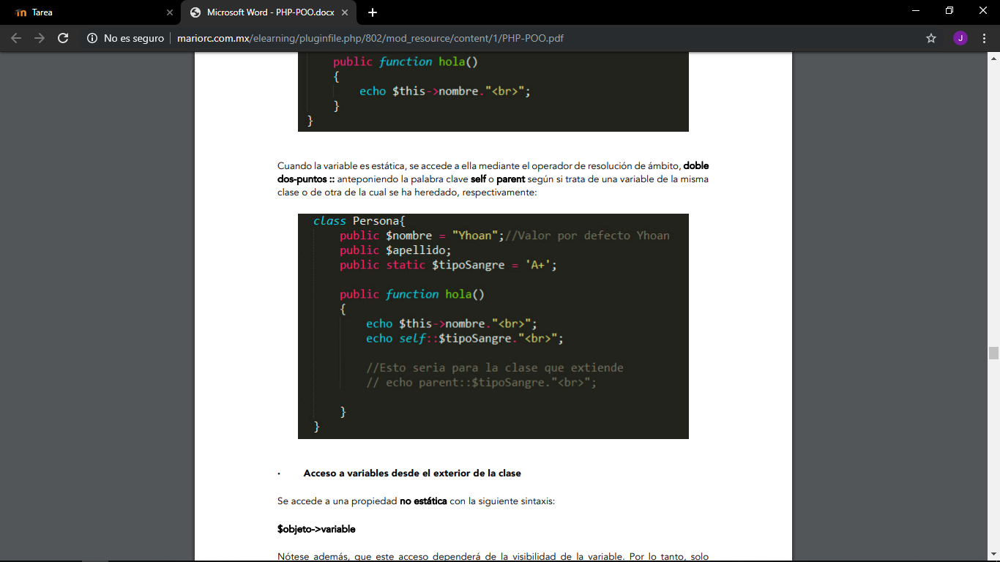 Tarea
Microsoft Word - PHP-POO.docx
No es seguro
mariorc.com.mx/elearning/pluginfile.php/802/mod_resource/content/1/PHP-POO.pdf
J
public function hola()
{
echo $this->nombre."<br>";
}
}
Cuando la variable es estática, se accede a ella mediante el operador de resolución de ámbito, doble
dos-puntos :: anteponiendo la palabra clave self o parent según si trata de una variable de la misma
clase o de otra de la cual se ha heredado, respectivamente:
class Persona{
public $nombre = "Yhoan";//Valor por defecto Yhoan
public $apellido;
public static $tipoSangre = 'A+';
public function hola()
{
echo $this->nombre."<br>";
echo self::$tipoSangre."<br>";
//Esto seria para la clase que extiende
// echo parent::$tipoSangre."<br>";
}
}
· Acceso a variables desde el exterior de la clase
Se accede a una propiedad no estática con la siguiente sintaxis:
$objeto->variable
Nótese además, que este acceso dependerá de la visibilidad de la variable. Por lo tanto, solo